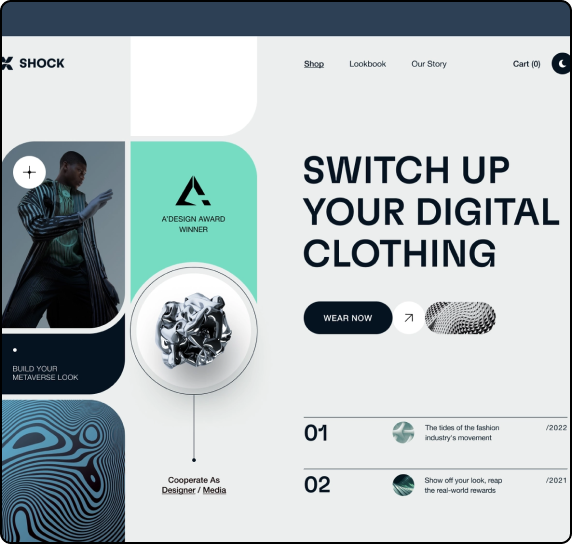 SHOCK
Shop
Lookbook
Our Story
Cart (0)
A'DESIGN AWARD
WINNER
SWITCH UP
YOUR DIGITAL
CLOTHING
WEAR NOW
BUILD YOUR
METAVERSE LOOK
Cooperate As
Designer / Media
01
The tides of the fashion
industry's movement
/2022
02
Show off your look, reap
the real-world rewards
/2021